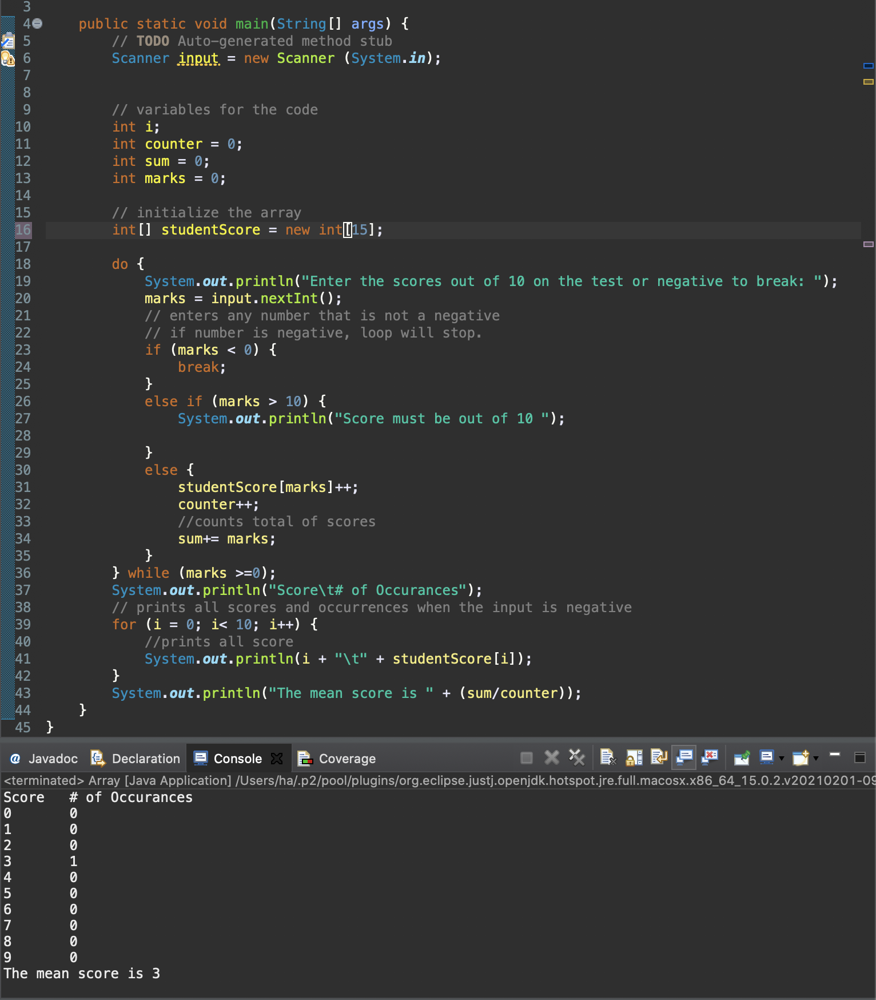 3
4 public static void main(String[] args) {
5 // TODO Auto-generated method stub
6 Scanner input = new Scanner (System.in);
7
8
9 // variables for the code
10 int i;
11 int counter = 0;
12 int sum = 0;
13 int marks = 0;
14
15 // initialize the array
16 int[] studentScore = new int[15];
17
18 do {
19 System.out.println("Enter the scores out of 10 on the test or negative to break: ");
20 marks = input.nextInt();
21 // enters any number that is not a negative
22 // if number is negative, loop will stop.
23 if (marks < 0) {
24 break;
25 }
26 else if (marks > 10) {
27 System.out.println("Score must be out of 10 ");
28
29 }
30 else {
31 studentScore[marks]++;
32 counter++;
33 //counts total of scores
34 sum+= marks;
35 }
36 } while (marks >=0);
37 System.out.println("Score\t# of Occurances");
38 // prints all scores and occurrences when the input is negative
39 for (i = 0; i< 10; i++) {
40 //prints all score
41 System.out.println(i + "\t" + studentScore[i]);
42 }
43 System.out.println("The mean score is " + (sum/counter));
44 }
45 }
@ Javadoc Declaration Console Coverage
<terminated> Array [Java Application] /Users/ha/.p2/pool/plugins/org.eclipse.justj.openjdk.hotspot.jre.full.macosx.x86_64_15.0.2.v20210201-09
Score # of Occurances
0 0
1 0
2 0
3 1
4 0
5 0
6 0
7 0
8 0
9 0
The mean score is 3